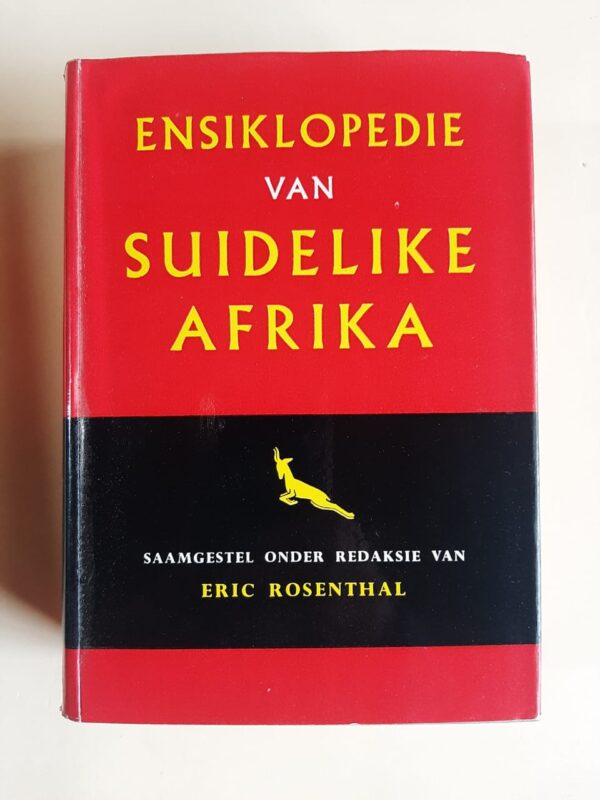 ENSIKLOPEDIE
VAN
SUIDELIKE
AFRIKA
SAAMGESTEL ONDER REDAKSIE VAN
ERIC ROSENTHAL